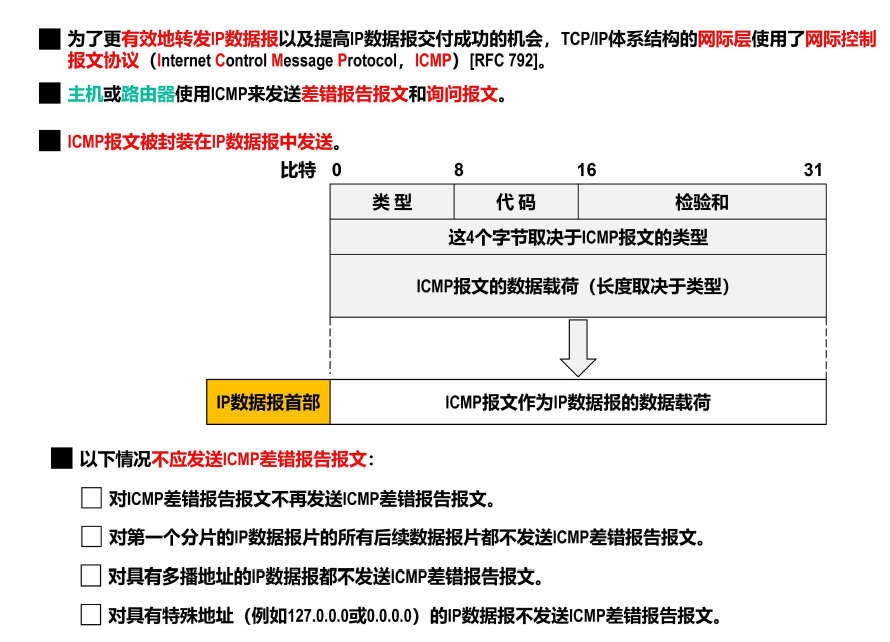 为了更有效地转发IP数据报以及提高IP数据报交付成功的机会，TCP/IP体系结构的网际层使用了网际控制
报文协议（Internet Control Message Protocol，ICMP）[RFC 792]。
主机或路由器使用ICMP来发送差错报告报文和询问报文。
ICMP报文被封装在IP数据报中发送。
比特 0 8 16 31
类型 代码 检验和
这4个字节取决于ICMP报文的类型
ICMP报文的数据载荷（长度取决于类型）
IP数据报首部 ICMP报文作为IP数据报的数据载荷
以下情况不应发送ICMP差错报告报文：
对ICMP差错报告报文不再发送ICMP差错报告报文。
对第一个分片的IP数据报片的所有后续数据报片都不发送ICMP差错报告报文。
对具有多播地址的IP数据报都不发送ICMP差错报告报文。
对具有特殊地址（例如127.0.0.0或0.0.0.0）的IP数据报不发送ICMP差错报告报文。